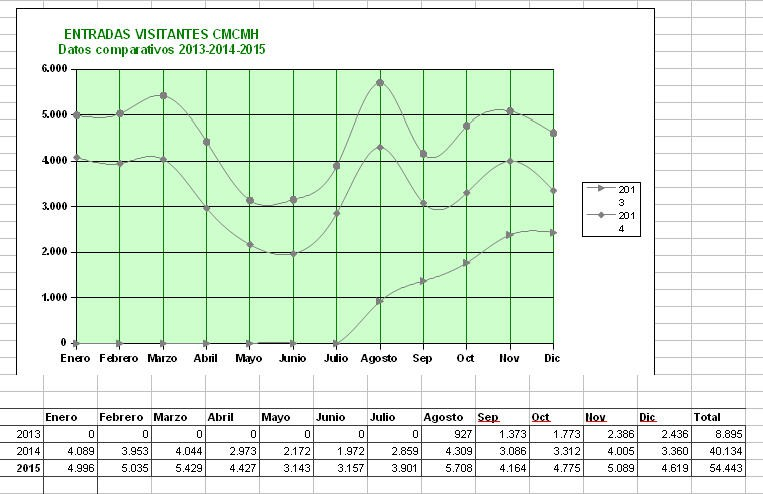 ENTRADAS VISITANTES CMCMH
Datos comparativos 2013-2014-2015
6.000
5.000
4.000
3.000
2.000
1.000
0
Enero Febrero Marzo Abril Mayo Junio Julio Agosto Sep Oct Nov Dic
201
3
201
4
Enero Febrero Marzo Abril Mayo Junio Julio Agosto Sep Oct Nov Dic Total
2013 0 0 0 0 0 0 0 927 1.373 1.773 2.386 2.436 8.895
2014 4.089 3.953 4.044 2.973 2.172 1.972 2.859 4.309 3.086 3.312 4.005 3.360 40.134
2015 4.996 5.035 5.429 4.427 3.143 3.157 3.901 5.708 4.164 4.775 5.089 4.619 54.443